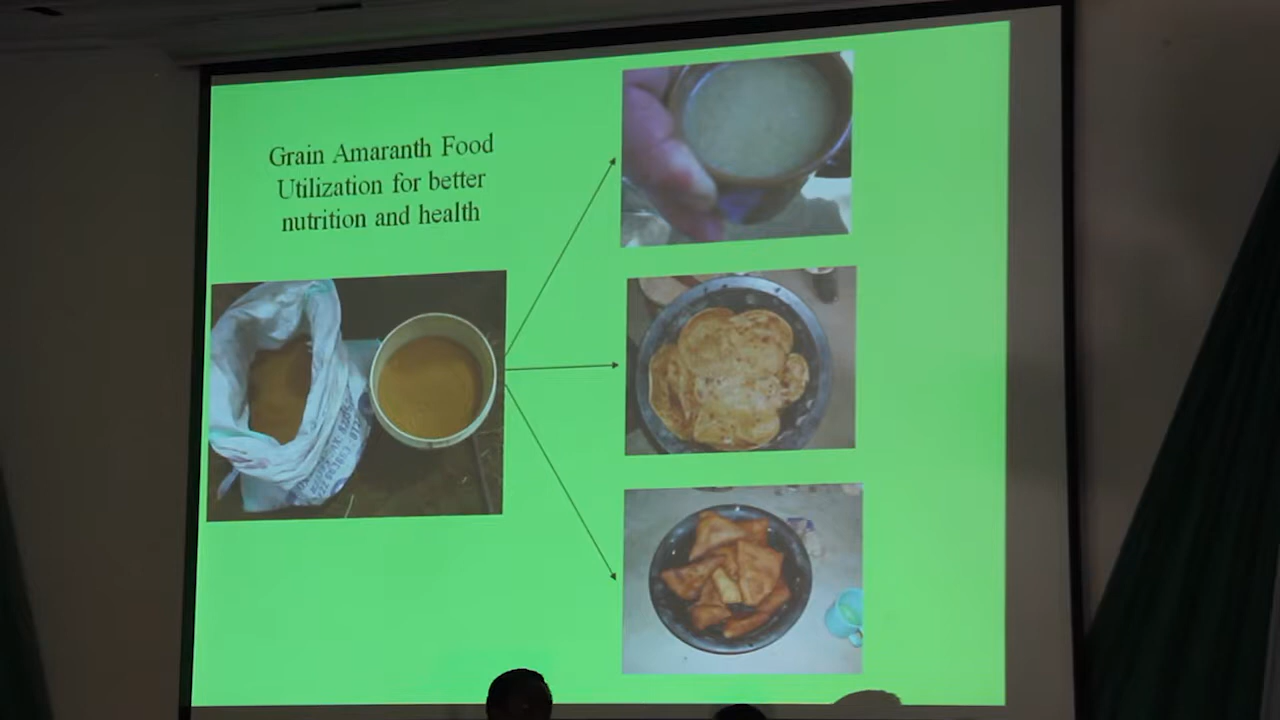 Grain Amaranth Food
Utilization for better
nutrition and health